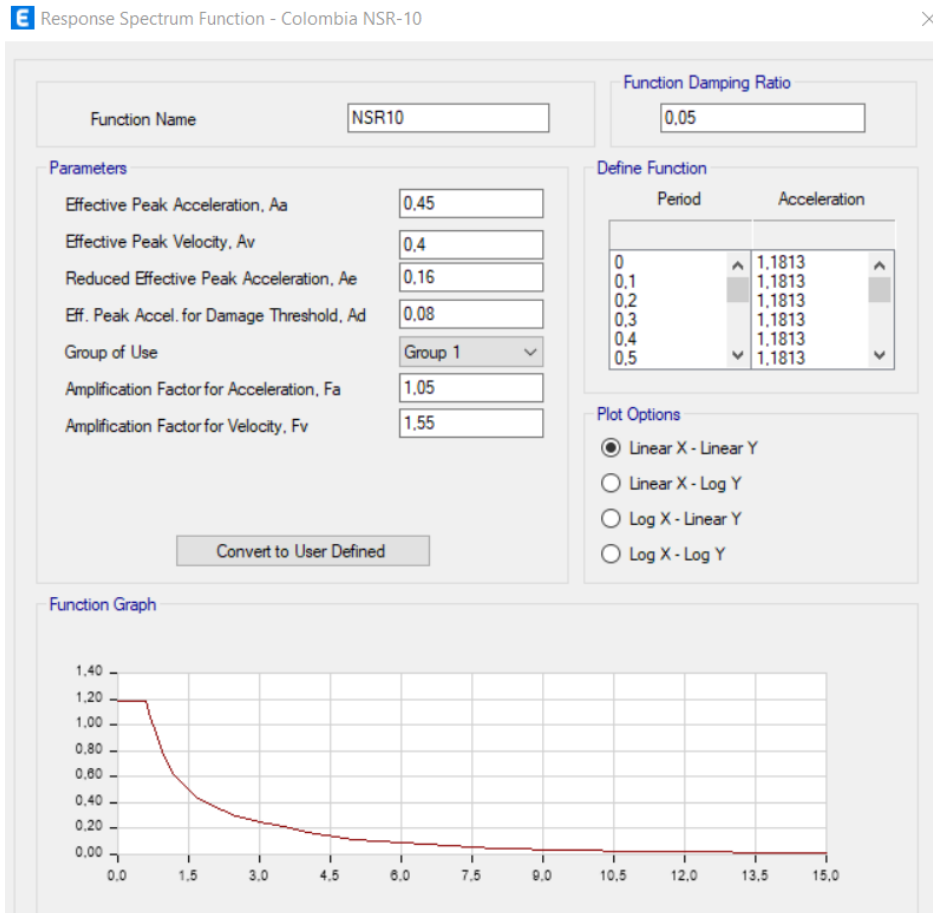 E Response Spectrum Function - Colombia NSR-10
Function Name NSR10
Function Damping Ratio
0,05
Parameters
Effective Peak Acceleration, Aa 0,45
Effective Peak Velocity, Av 0,4
Reduced Effective Peak Acceleration, Ae 0,16
Eff. Peak Accel. for Damage Threshold, Ad 0,08
Group of Use Group 1
Amplification Factor for Acceleration, Fa 1,05
Amplification Factor for Velocity, Fv 1,55
Convert to User Defined
Define Function
Period Acceleration
0 1,1813
0,1 1,1813
0,2 1,1813
0,3 1,1813
0,4 1,1813
0,5 1,1813
Plot Options
Linear X - Linear Y
Linear X - Log Y
Log X - Linear Y
Log X - Log Y
Function Graph
1,40
1,20
1,00
0,80
0,60
0,40
0,20
0,00
0,0 1,5 3,0 4,5 6,0 7,5 9,0 10,5 12,0 13,5 15,0